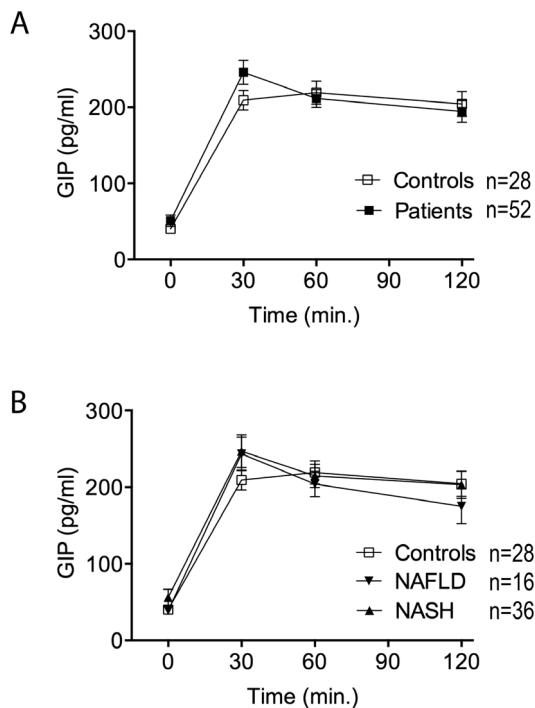 A
300
200
100
0
GIP (pg/ml)
Controls n=28
Patients n=52
0 30 60 90 120
Time (min.)
B
300
200
100
0
GIP (pg/ml)
Controls n=28
NAFLD n=16
NASH n=36
0 30 60 90 120
Time (min.)